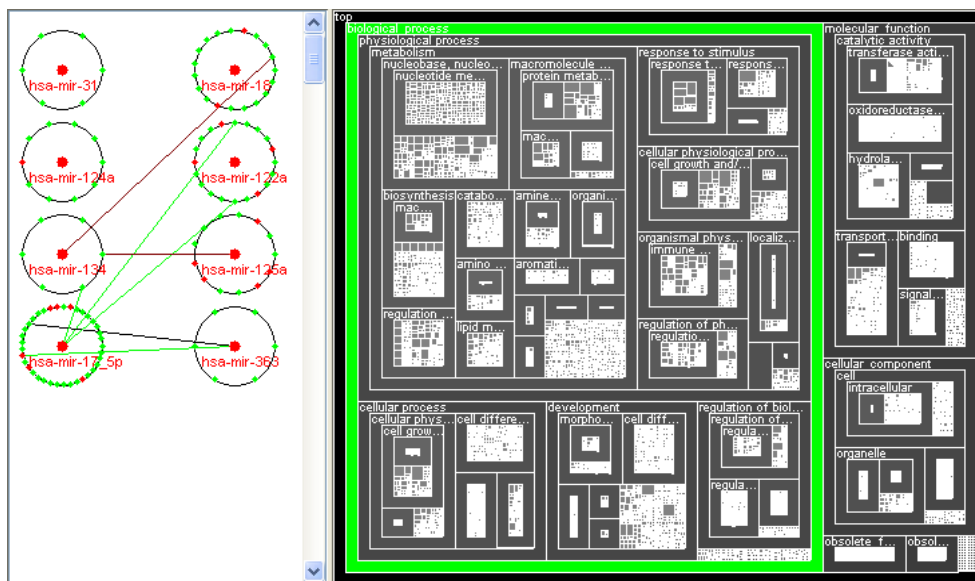 hsa-mir-31
hsa-mir-18
hsa-mir-124a
hsa-mir-122a
hsa-mir-134
hsa-mir-125a
hsa-mir-17_5p
hsa-mir-363
top
biological_process
physiological process
metabolism
nucleobase, nucleo...
nucleotide me...
macromolecule ...
protein metab...
mac...
biosynthesis
mac...
catabo...
amine...
organi...
amino ...
aromati...
regulation ...
lipid m...
response to stimulus
response t...
respons...
cellular physiological pro...
cell growth and/...
organismal phys...
immune ...
localiz...
regulation of ph...
regulatio...
cellular process
cellular phys...
cell grow...
cell differe...
development
morpho...
cell diff...
regulation of biol...
regulation of...
regula...
regula...
molecular_function
catalytic activity
transferase acti...
oxidoreductase...
hydrola...
transport...
binding
signal...
cellular_component
cell
intracellular
organelle
obsolete_f...
obsol...